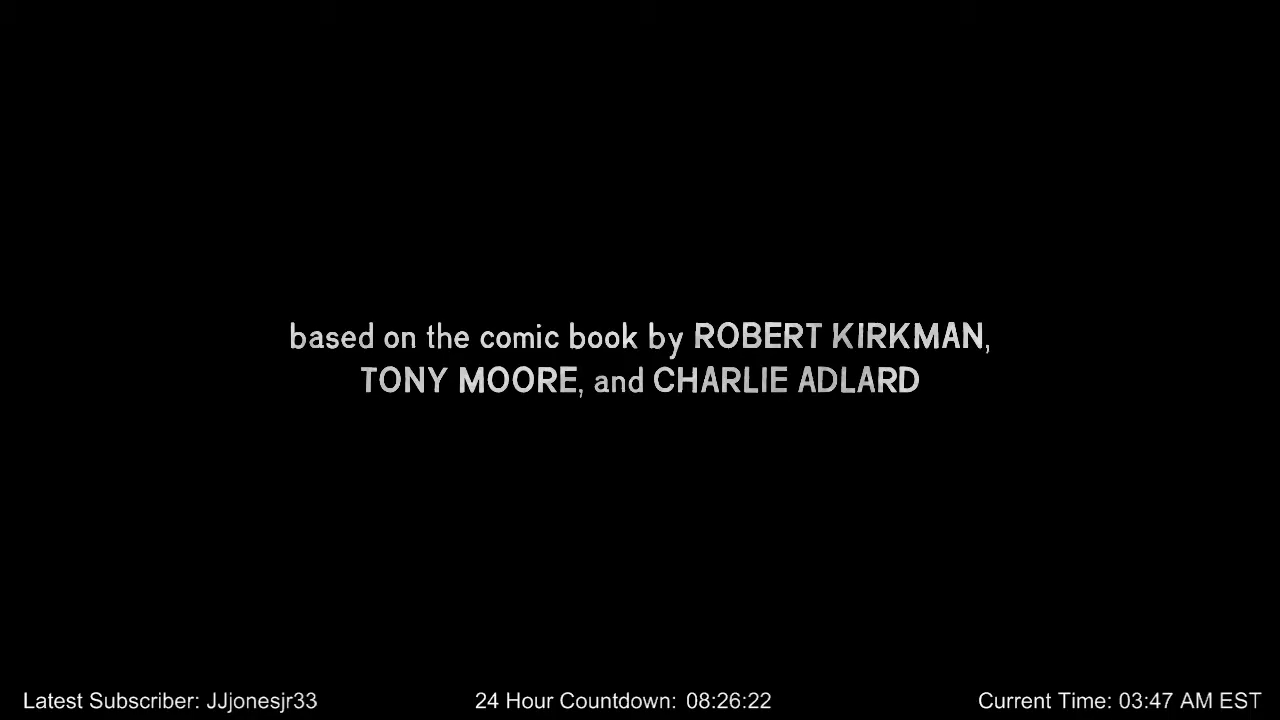 based on the comic book by ROBERT KIRKMAN,
TONY MOORE, and CHARLIE ADLARD
Latest Subscriber: JJjonesjr33
24 Hour Countdown: 08:26:22
Current Time: 03:47 AM EST